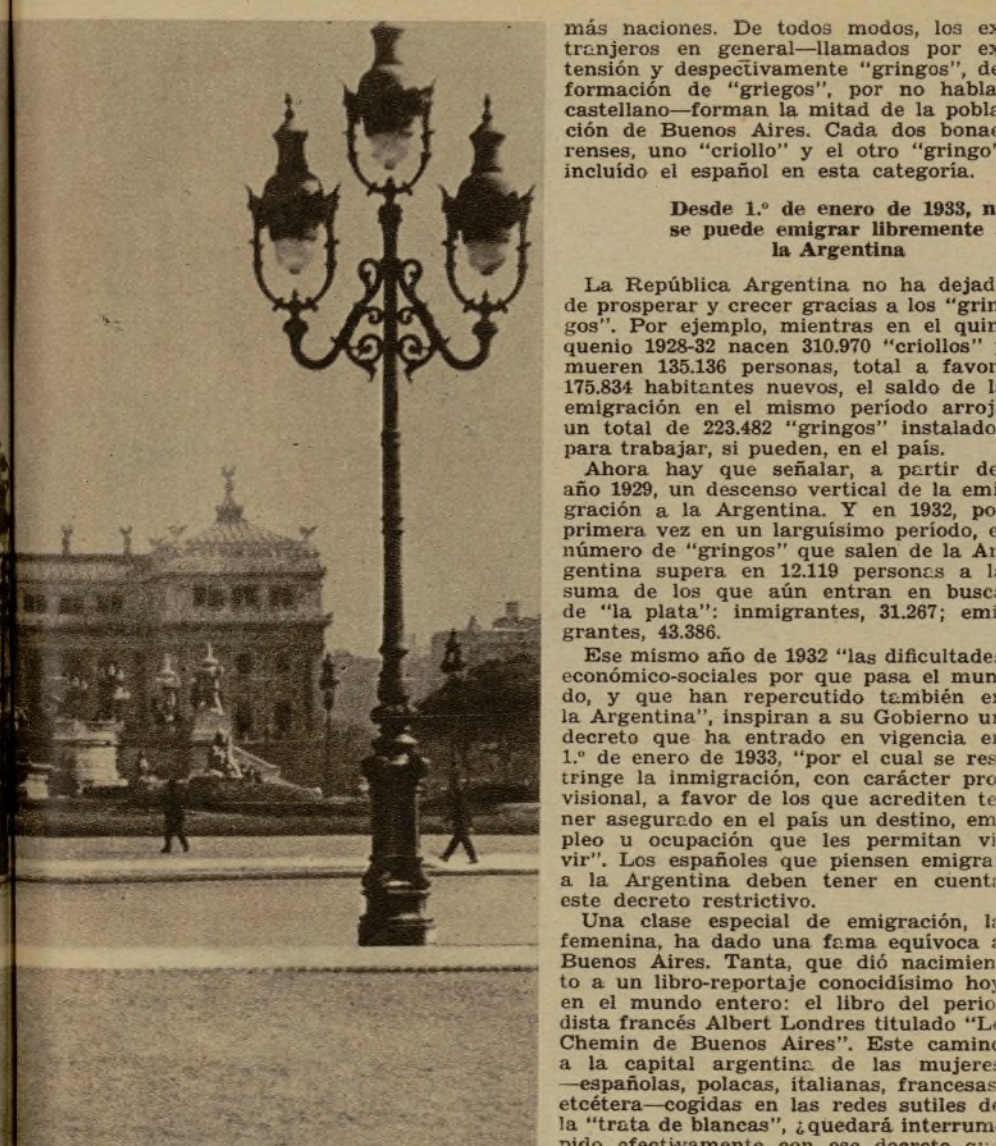 más naciones. De todos modos, los ex
tranjeros en general—llamados por ex
tensión y despectivamente "gringos", de
formación de "griegos", por no habla
castellano—forman la mitad de la pobla
ción de Buenos Aires. Cada dos bonae
renses, uno "criollo" y el otro "gringo"
incluído el español en esta categoría.
Desde 1.º de enero de 1933, n
se puede emigrar libremente
la Argentina
La República Argentina no ha dejad
de prosperar y crecer gracias a los "grin
gos". Por ejemplo, mientras en el quin
quenio 1928-32 nacen 310.970 "criollos"
mueren 135.136 personas, total a favor
175.834 habitantes nuevos, el saldo de l
emigración en el mismo período arroj
un total de 223.482 "gringos" instalado
para trabajar, si pueden, en el país.
Ahora hay que señalar, a partir de
año 1929, un descenso vertical de la emi
gración a la Argentina. Y en 1932, po
primera vez en un larguísimo período, e
número de "gringos" que salen de la Ar
gentina supera en 12.119 personas a l
suma de los que aún entran en busc
de "la plata": inmigrantes, 31.267; emi
grantes, 43.386.
Ese mismo año de 1932 "las dificultade
económico-sociales por que pasa el mun
do, y que han repercutido también e
la Argentina", inspiran a su Gobierno u
decreto que ha entrado en vigencia e
1.º de enero de 1933, "por el cual se res
tringe la inmigración, con carácter pro
visional, a favor de los que acrediten te
ner asegurado en el país un destino, em
pleo u ocupación que les permitan vi
vir". Los españoles que piensen emigra
a la Argentina deben tener en cuent
este decreto restrictivo.
Una clase especial de emigración, l
femenina, ha dado una fama equívoca a
Buenos Aires. Tanta, que dió nacimien
to a un libro-reportaje conocidísimo hoy
en el mundo entero: el libro del perio
dista francés Albert Londres titulado "Le
Chemin de Buenos Aires". Este camino
a la capital argentina de las mujere
—españolas, polacas, italianas, francesas
etcétera—cogidas en las redes sutiles de
la "trata de blancas", ¿quedará interrum
pido efectivamente con ese decreto qu